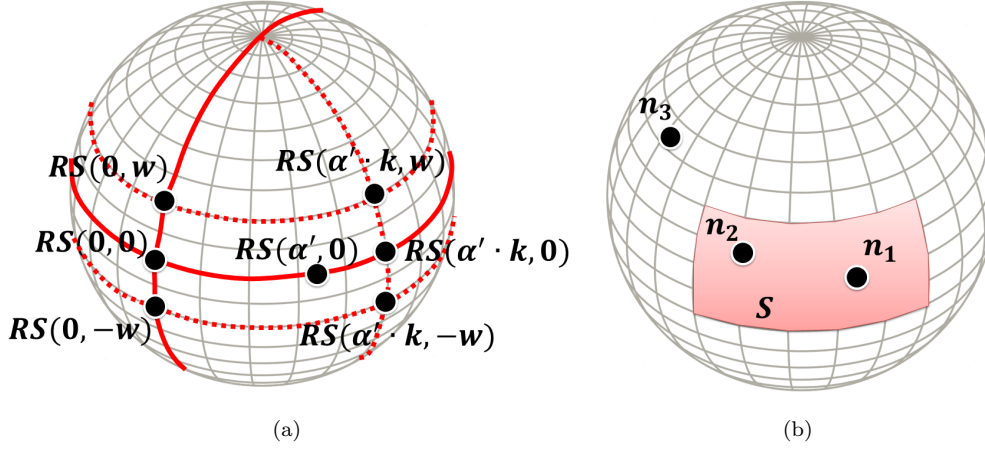 RS(0, w)
RS(α′ · k, w)
RS(0, 0)
RS(α′, 0)
RS(α′ · k, 0)
RS(0, −w)
RS(α′ · k, −w)
(a)
n₃
n₂
n₁
S
(b)